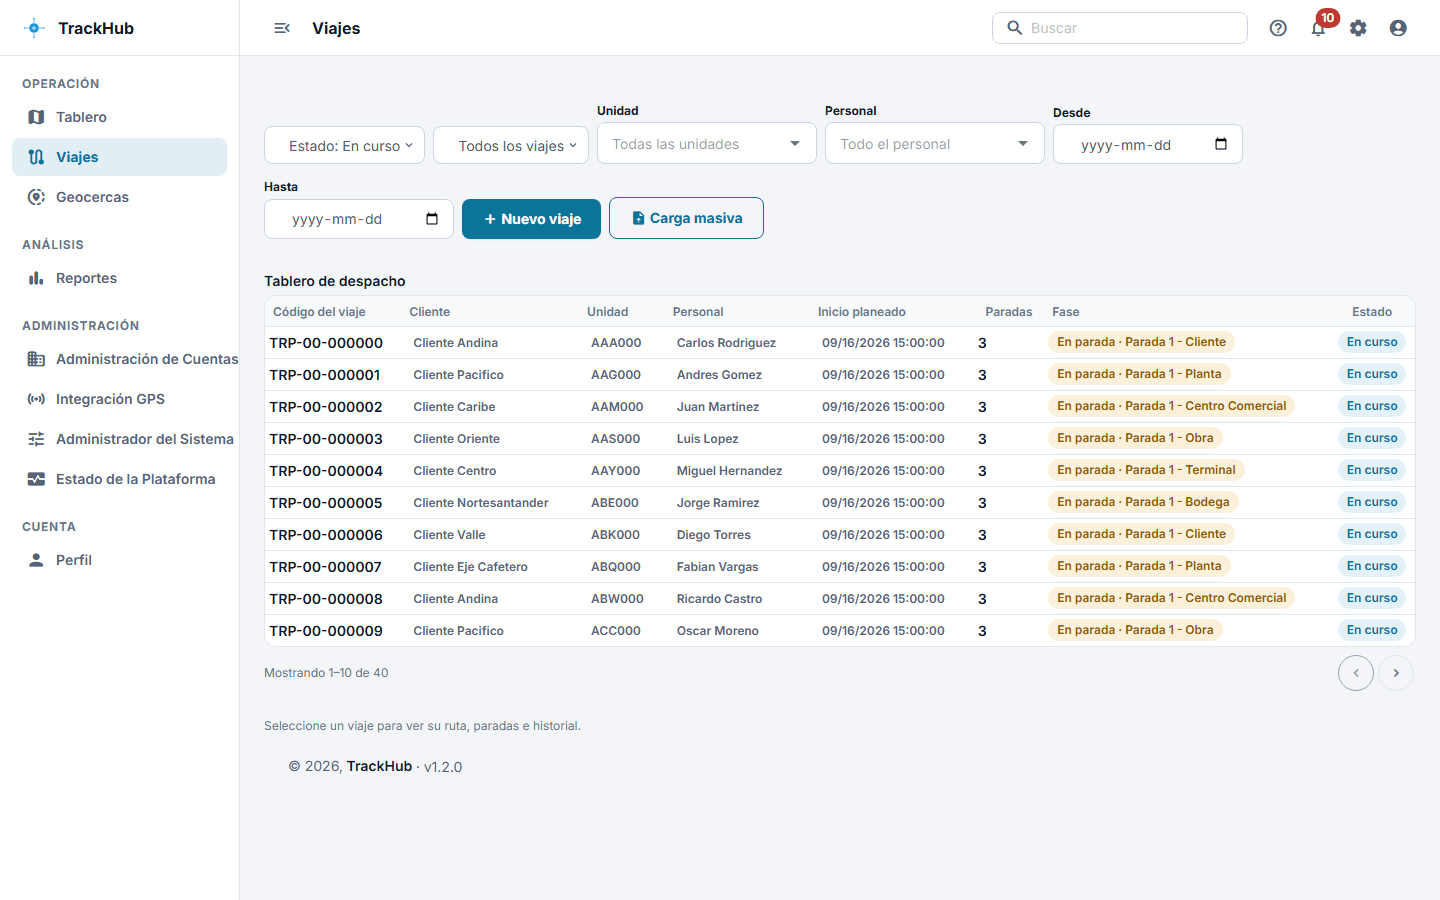 TrackHub
Viajes
Buscar
10
OPERACIÓN
Tablero
Viajes
Geocercas
ANÁLISIS
Reportes
ADMINISTRACIÓN
Administración de Cuentas
Integración GPS
Administrador del Sistema
Estado de la Plataforma
CUENTA
Perfil
Estado: En curso
Todos los viajes
Unidad
Todas las unidades
Personal
Todo el personal
Desde
yyyy-mm-dd
Hasta
yyyy-mm-dd
+ Nuevo viaje
Carga masiva
Tablero de despacho
Código del viaje Cliente Unidad Personal Inicio planeado Paradas Fase Estado
TRP-00-000000 Cliente Andina AAA000 Carlos Rodriguez 09/16/2026 15:00:00 3 En parada · Parada 1 - Cliente En curso
TRP-00-000001 Cliente Pacifico AAG000 Andres Gomez 09/16/2026 15:00:00 3 En parada · Parada 1 - Planta En curso
TRP-00-000002 Cliente Caribe AAM000 Juan Martinez 09/16/2026 15:00:00 3 En parada · Parada 1 - Centro Comercial En curso
TRP-00-000003 Cliente Oriente AAS000 Luis Lopez 09/16/2026 15:00:00 3 En parada · Parada 1 - Obra En curso
TRP-00-000004 Cliente Centro AAY000 Miguel Hernandez 09/16/2026 15:00:00 3 En parada · Parada 1 - Terminal En curso
TRP-00-000005 Cliente Nortesantander ABE000 Jorge Ramirez 09/16/2026 15:00:00 3 En parada · Parada 1 - Bodega En curso
TRP-00-000006 Cliente Valle ABK000 Diego Torres 09/16/2026 15:00:00 3 En parada · Parada 1 - Cliente En curso
TRP-00-000007 Cliente Eje Cafetero ABQ000 Fabian Vargas 09/16/2026 15:00:00 3 En parada · Parada 1 - Planta En curso
TRP-00-000008 Cliente Andina ABW000 Ricardo Castro 09/16/2026 15:00:00 3 En parada · Parada 1 - Centro Comercial En curso
TRP-00-000009 Cliente Pacifico ACC000 Oscar Moreno 09/16/2026 15:00:00 3 En parada · Parada 1 - Obra En curso
Mostrando 1–10 de 40
Seleccione un viaje para ver su ruta, paradas e historial.
© 2026, TrackHub · v1.2.0